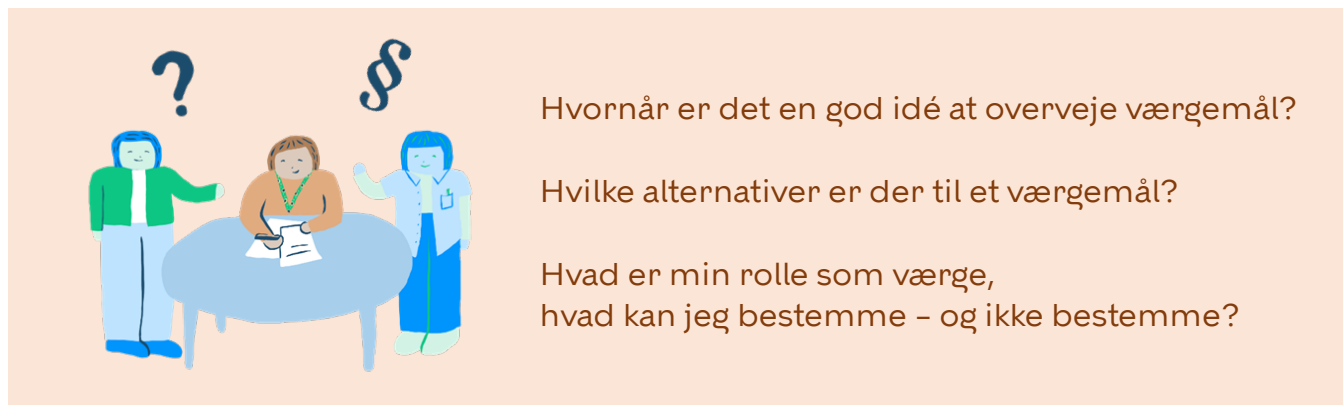 ?
§
Hvornår er det en god idé at overveje værgemål?
Hvilke alternativer er der til et værgemål?
Hvad er min rolle som værge,
hvad kan jeg bestemme – og ikke bestemme?